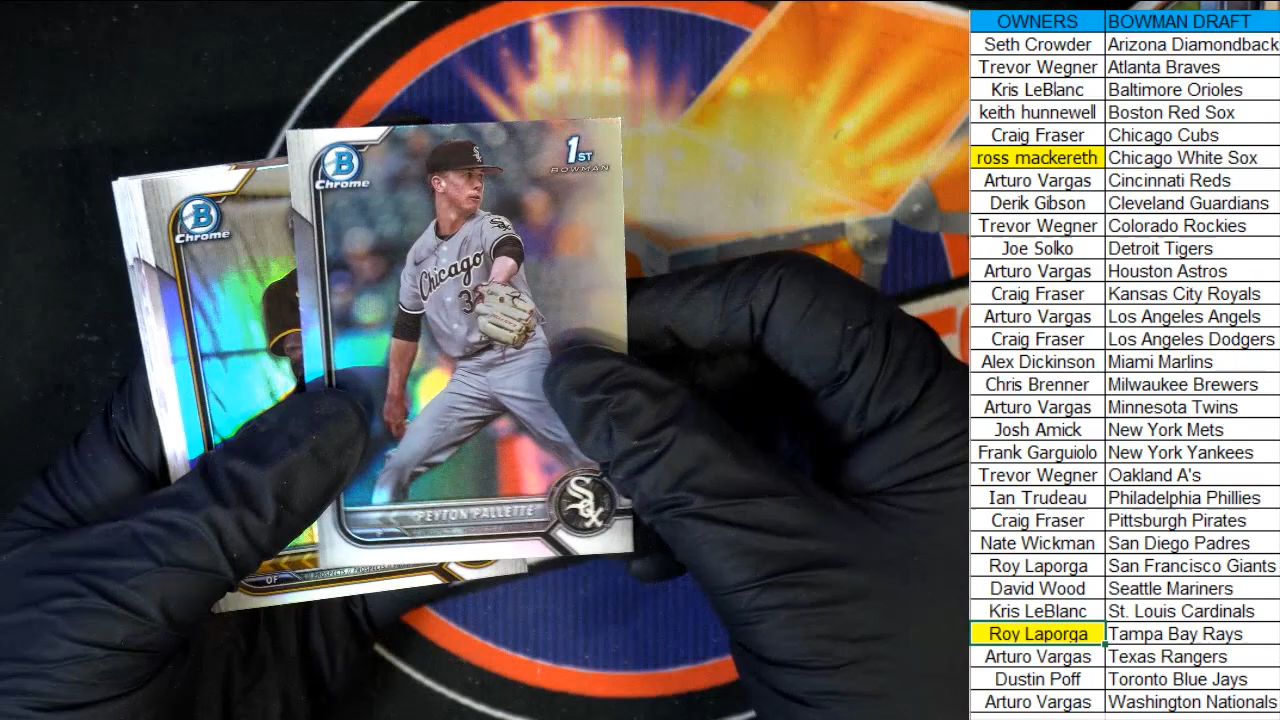 OWNERS BOWMAN DRAFT
Seth Crowder Arizona Diamondback
Trevor Wegner Atlanta Braves
Kris LeBlanc Baltimore Orioles
keith hunnewell Boston Red Sox
Craig Fraser Chicago Cubs
ross mackereth Chicago White Sox
Arturo Vargas Cincinnati Reds
Derik Gibson Cleveland Guardians
Trevor Wegner Colorado Rockies
Joe Solko Detroit Tigers
Arturo Vargas Houston Astros
Craig Fraser Kansas City Royals
Arturo Vargas Los Angeles Angels
Craig Fraser Los Angeles Dodgers
Alex Dickinson Miami Marlins
Chris Brenner Milwaukee Brewers
Arturo Vargas Minnesota Twins
Josh Amick New York Mets
Frank Garguiolo New York Yankees
Trevor Wegner Oakland A's
Ian Trudeau Philadelphia Phillies
Craig Fraser Pittsburgh Pirates
Nate Wickman San Diego Padres
Roy Laporga San Francisco Giants
David Wood Seattle Mariners
Kris LeBlanc St. Louis Cardinals
Roy Laporga Tampa Bay Rays
Arturo Vargas Texas Rangers
Dustin Poff Toronto Blue Jays
Arturo Vargas Washington Nationals
B
Chrome
1ST
BOWMAN
Sox
Chicago
3
PEYTON PALLETTE
Sox
B
Chrome
OF